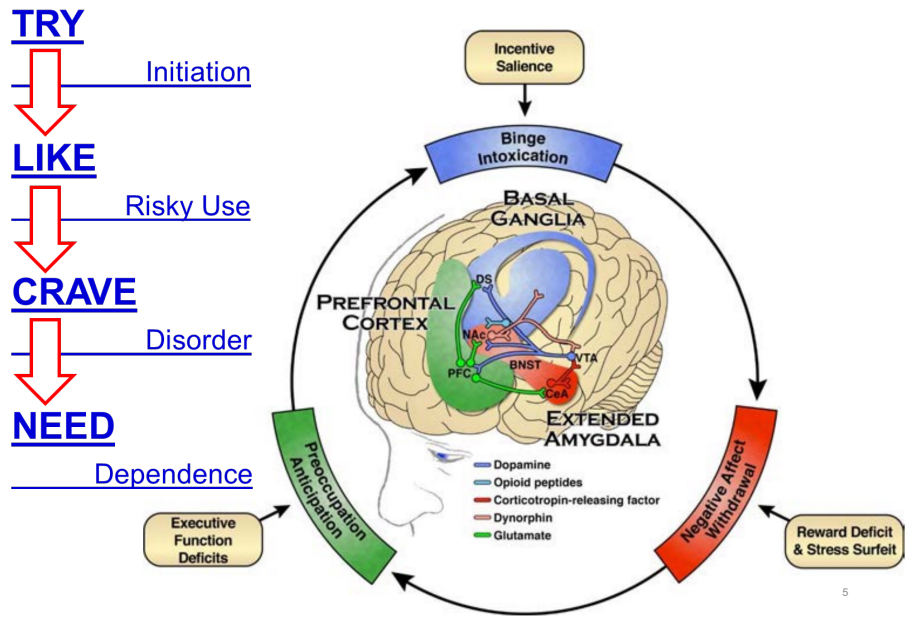 TRY
Initiation
LIKE
Risky Use
CRAVE
Disorder
NEED
Dependence
Incentive
Salience
Binge
Intoxication
BASAL
GANGLIA
PREFRONTAL
CORTEX
DS
NAc
VTA
BNST
PFC
CeA
EXTENDED
AMYGDALA
Dopamine
Opioid peptides
Corticotropin-releasing factor
Dynorphin
Glutamate
Preoccupation
Anticipation
Negative Affect
Withdrawal
Executive
Function
Deficits
Reward Deficit
& Stress Surfeit
5